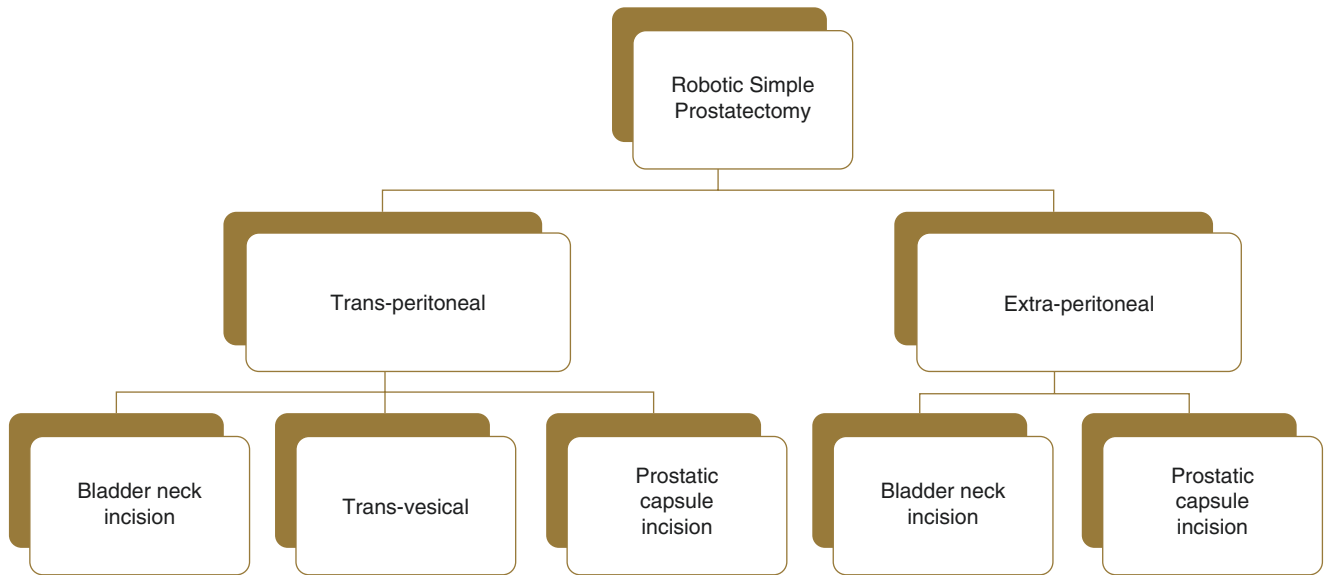 Robotic Simple
Prostatectomy
Trans-peritoneal
Extra-peritoneal
Bladder neck
incision
Trans-vesical
Prostatic
capsule
incision
Bladder neck
incision
Prostatic
capsule
incision